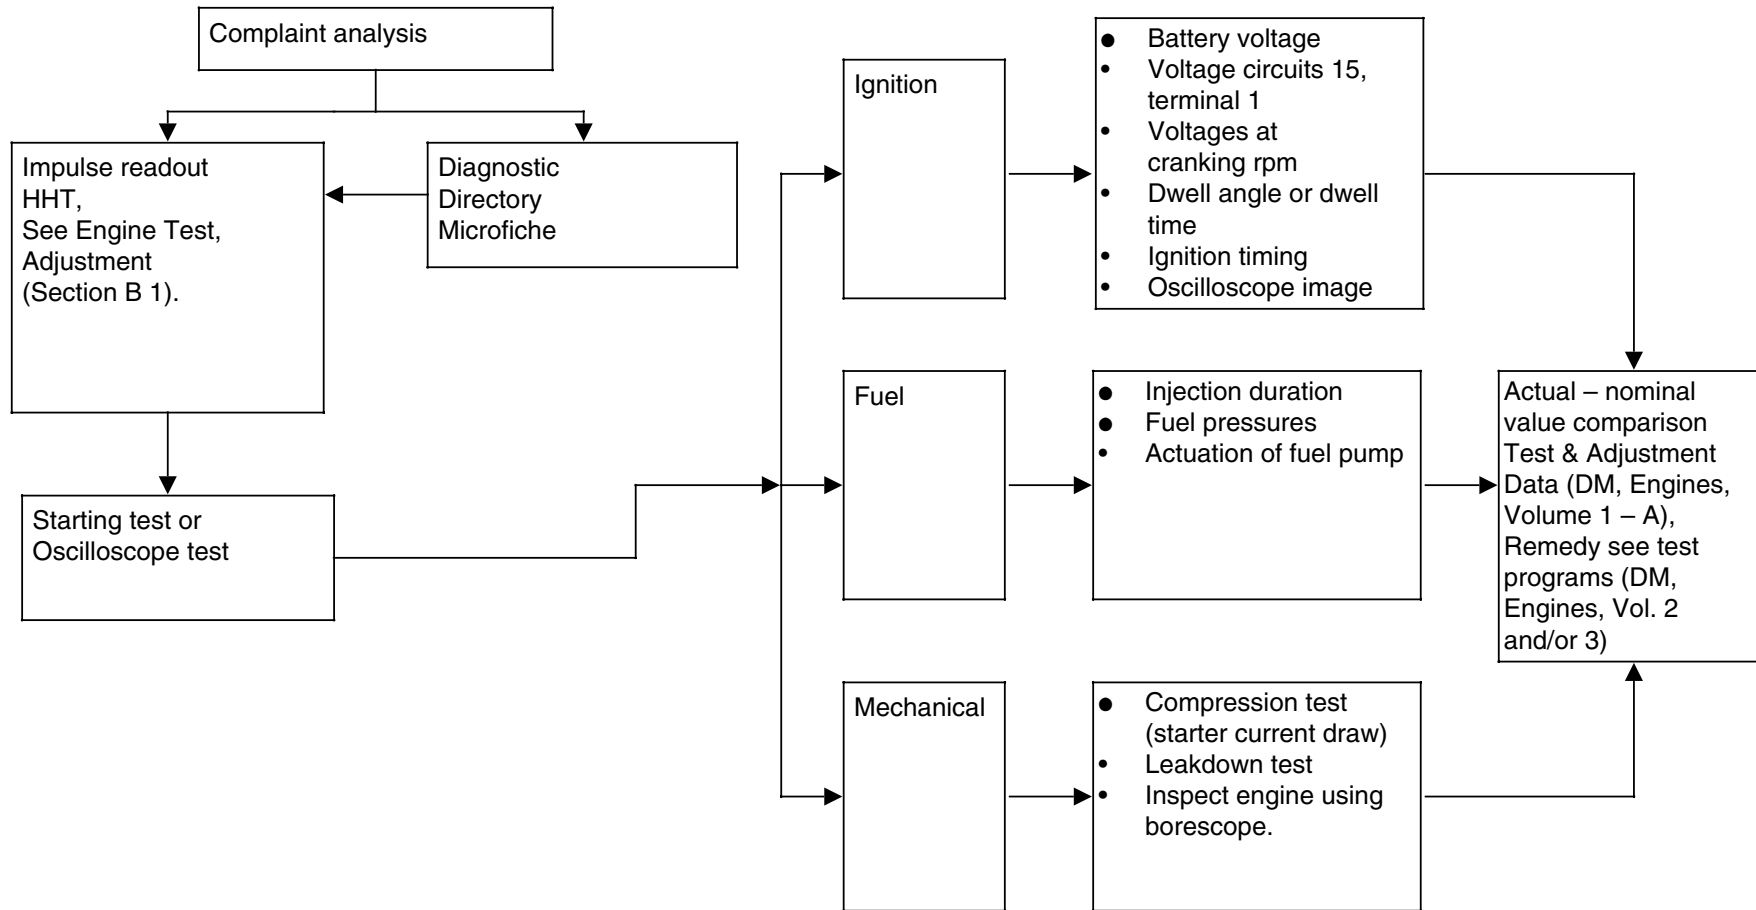 Complaint analysis
Impulse readout
HHT,
See Engine Test,
Adjustment
(Section B 1).
Diagnostic
Directory
Microfiche
Starting test or
Oscilloscope test
Ignition
● Battery voltage
• Voltage circuits 15,
terminal 1
• Voltages at
cranking rpm
• Dwell angle or dwell
time
• Ignition timing
• Oscilloscope image
Fuel
● Injection duration
● Fuel pressures
• Actuation of fuel pump
Mechanical
● Compression test
(starter current draw)
• Leakdown test
• Inspect engine using
borescope.
Actual – nominal
value comparison
Test & Adjustment
Data (DM, Engines,
Volume 1 – A),
Remedy see test
programs (DM,
Engines, Vol. 2
and/or 3)